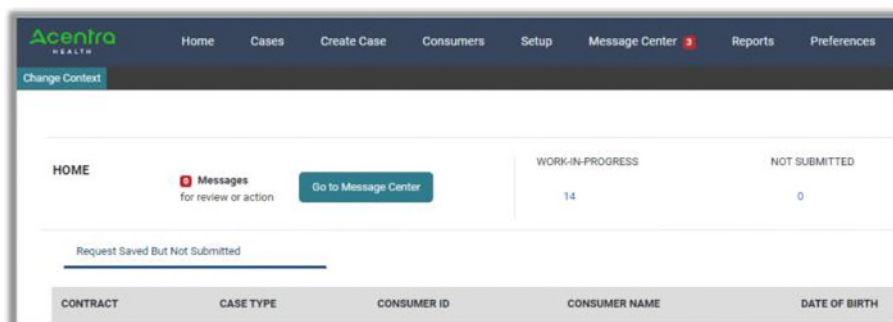 Acentra
HEALTH
Home Cases Create Case Consumers Setup Message Center 3 Reports Preferences
Change Context
HOME
0 Messages
for review or action
Go to Message Center
WORK-IN-PROGRESS
14
NOT SUBMITTED
0
Request Saved But Not Submitted
CONTRACT CASE TYPE CONSUMER ID CONSUMER NAME DATE OF BIRTH